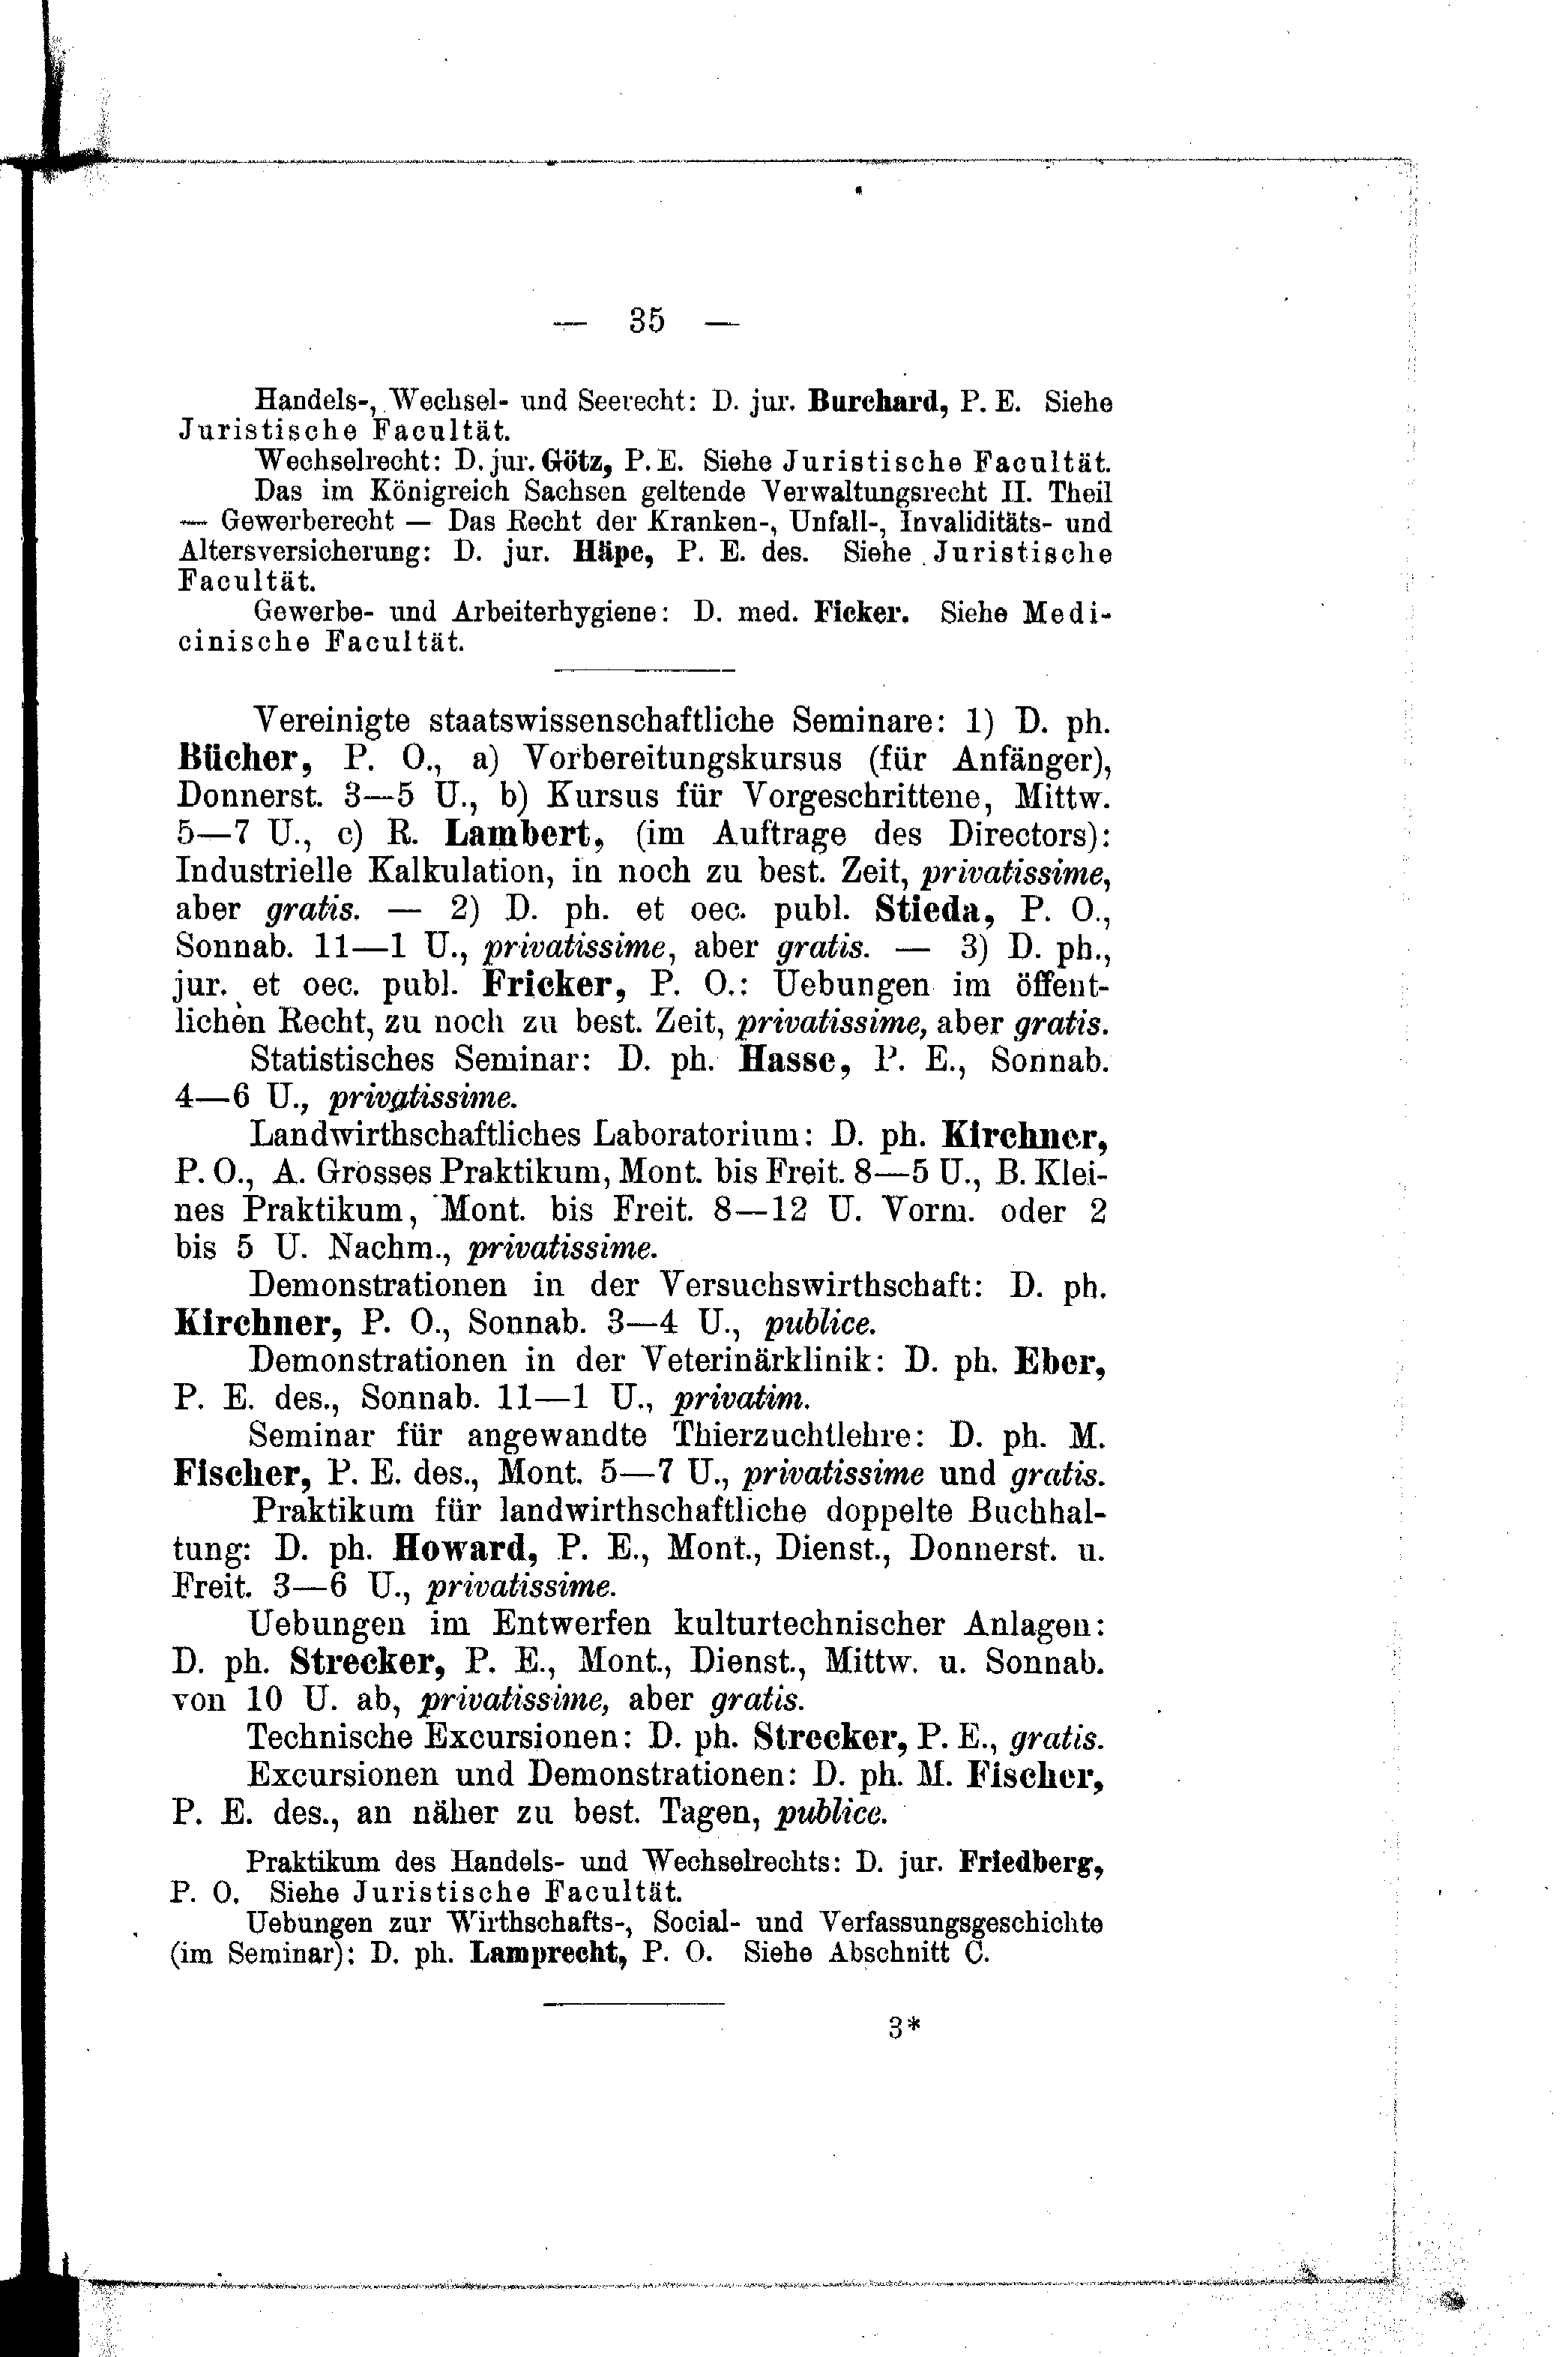 — 35 —
Handels-, Wechsel- und Seerecht: D. jur. Burchard, P. E. Siehe
Juristische Facultät.
Wechselrecht: D. jur. Götz, P. E. Siehe Juristische Facultät.
Das im Königreich Sachsen geltende Verwaltungsrecht II. Theil
— Gewerberecht — Das Recht der Kranken-, Unfall-, Invaliditäts- und
Altersversicherung: D. jur. Häpe, P. E. des. Siehe Juristische
Facultät.
Gewerbe- und Arbeiterhygiene: D. med. Ficker. Siehe Medi-
cinische Facultät.
Vereinigte staatswissenschaftliche Seminare: 1) D. ph.
Bücher, P. O., a) Vorbereitungskursus (für Anfänger),
Donnerst. 3—5 U., b) Kursus für Vorgeschrittene, Mittw.
5—7 U., c) R. Lambert, (im Auftrage des Directors):
Industrielle Kalkulation, in noch zu best. Zeit, privatissime,
aber gratis. — 2) D. ph. et oec. publ. Stieda, P. O.,
Sonnab. 11—1 U., privatissime, aber gratis. — 3) D. ph.,
jur. et oec. publ. Fricker, P. O.: Uebungen im öffent-
lichen Recht, zu noch zu best. Zeit, privatissime, aber gratis.
Statistisches Seminar: D. ph. Hasse, P. E., Sonnab.
4—6 U., privatissime.
Landwirthschaftliches Laboratorium: D. ph. Kirchner,
P. O., A. Grosses Praktikum, Mont. bis Freit. 8—5 U., B. Klei-
nes Praktikum, Mont. bis Freit. 8—12 U. Vorm. oder 2
bis 5 U. Nachm., privatissime.
Demonstrationen in der Versuchswirthschaft: D. ph.
Kirchner, P. O., Sonnab. 3—4 U., publice.
Demonstrationen in der Veterinärklinik: D. ph. Eber,
P. E. des., Sonnab. 11—1 U., privatim.
Seminar für angewandte Thierzuchtlehre: D. ph. M.
Fischer, P. E. des., Mont. 5—7 U., privatissime und gratis.
Praktikum für landwirthschaftliche doppelte Buchhal-
tung: D. ph. Howard, P. E., Mont., Dienst., Donnerst. u.
Freit. 3—6 U., privatissime.
Uebungen im Entwerfen kulturtechnischer Anlagen:
D. ph. Strecker, P. E., Mont., Dienst., Mittw. u. Sonnab.
von 10 U. ab, privatissime, aber gratis.
Technische Excursionen: D. ph. Strecker, P. E., gratis.
Excursionen und Demonstrationen: D. ph. M. Fischer,
P. E. des., an näher zu best. Tagen, publice.
Praktikum des Handels- und Wechselrechts: D. jur. Friedberg,
P. O. Siehe Juristische Facultät.
Uebungen zur Wirthschafts-, Social- und Verfassungsgeschichte
(im Seminar): D. ph. Lamprecht, P. O. Siehe Abschnitt C.
3*